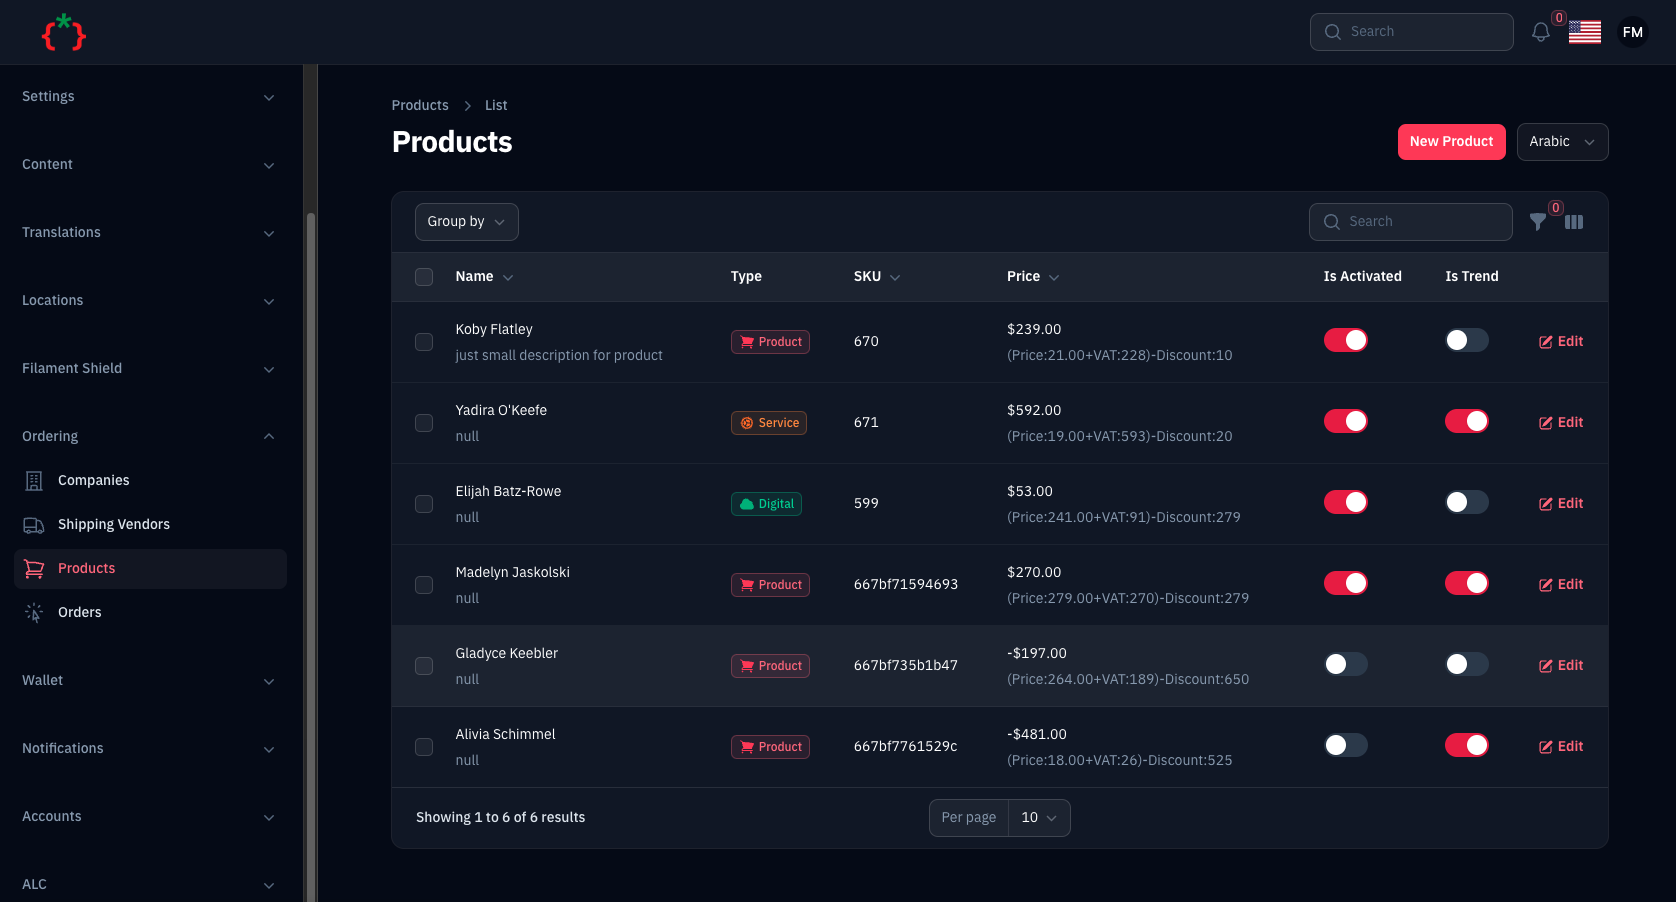 {*}
Search
0
FM
Settings
Content
Translations
Locations
Filament Shield
Ordering
Companies
Shipping Vendors
Products
Orders
Wallet
Notifications
Accounts
ALC
Products > List
Products
New Product
Arabic
Group by
Search
0
Name Type SKU Price Is Activated Is Trend
Koby Flatley
just small description for product
Product
670
$239.00
(Price:21.00+VAT:228)-Discount:10
Edit
Yadira O'Keefe
null
Service
671
$592.00
(Price:19.00+VAT:593)-Discount:20
Edit
Elijah Batz-Rowe
null
Digital
599
$53.00
(Price:241.00+VAT:91)-Discount:279
Edit
Madelyn Jaskolski
null
Product
667bf71594693
$270.00
(Price:279.00+VAT:270)-Discount:279
Edit
Gladyce Keebler
null
Product
667bf735b1b47
-$197.00
(Price:264.00+VAT:189)-Discount:650
Edit
Alivia Schimmel
null
Product
667bf7761529c
-$481.00
(Price:18.00+VAT:26)-Discount:525
Edit
Showing 1 to 6 of 6 results
Per page 10